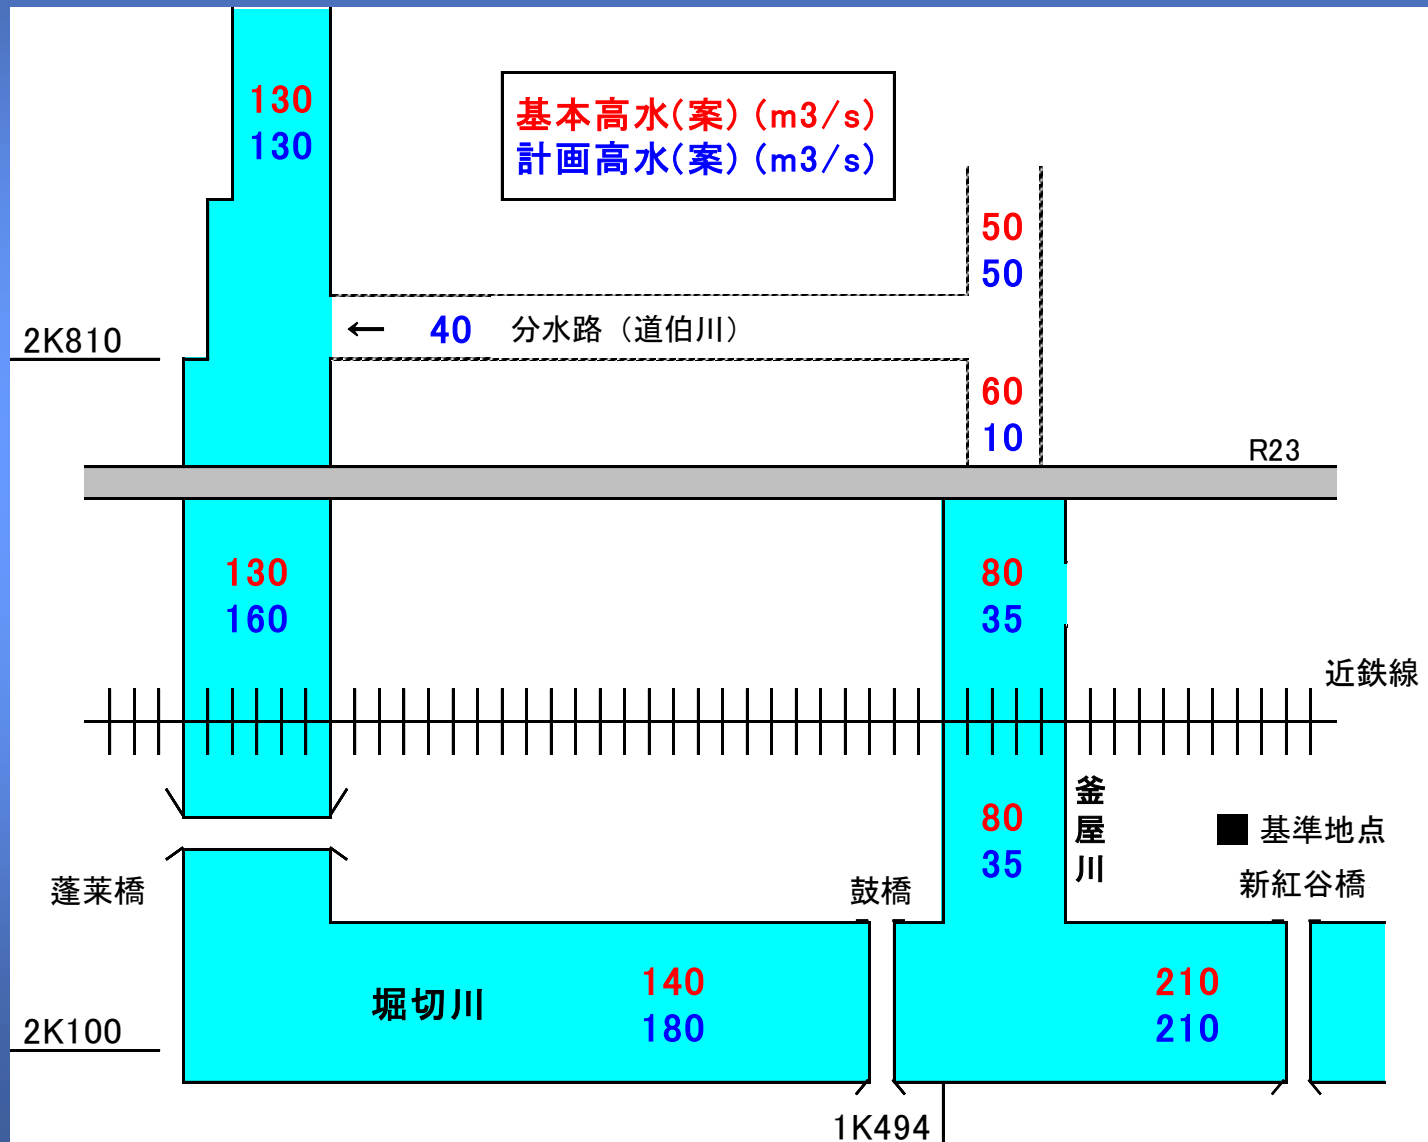 130
130
基本高水(案) (m3/s)
計画高水(案) (m3/s)
50
50
← 40 分水路（道伯川）
2K810
60
10
R23
130
160
80
35
近鉄線
80
35
釜屋川
■ 基準地点
蓬莱橋
鼓橋
新紅谷橋
堀切川
140
180
210
210
2K100
1K494